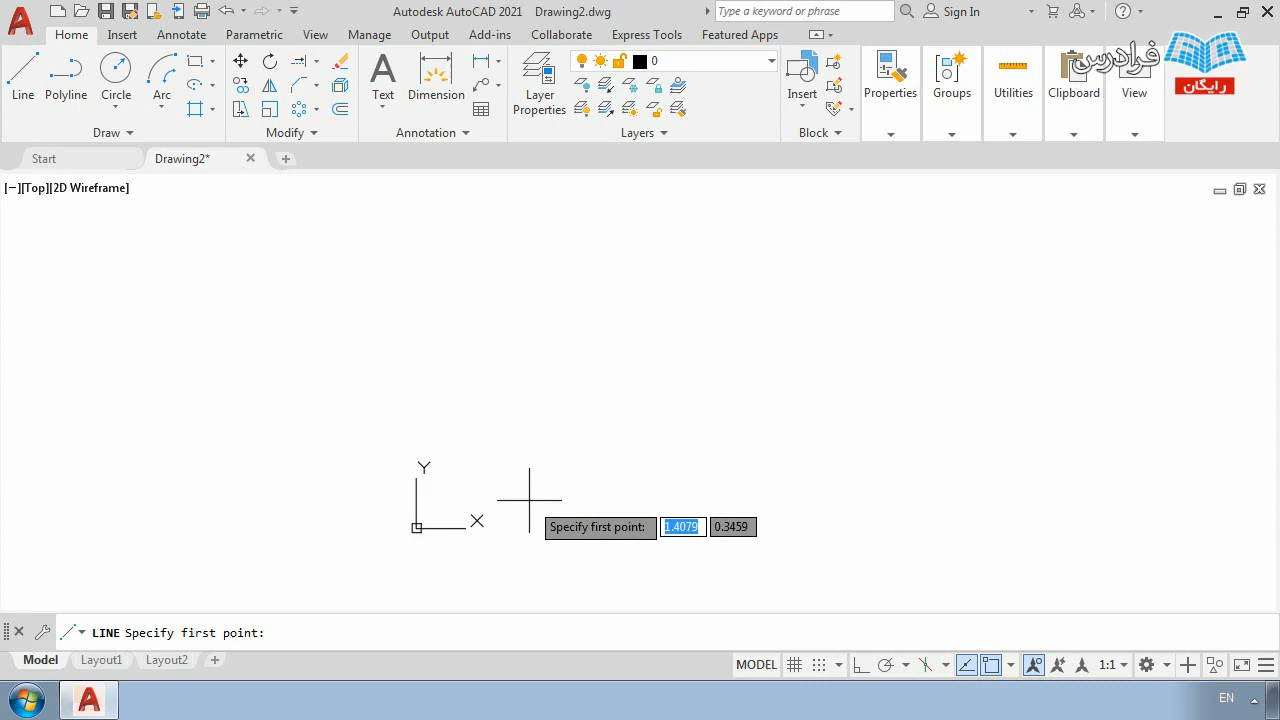 Autodesk AutoCAD 2021 Drawing2.dwg
Type a keyword or phrase
Sign In
Home Insert Annotate Parametric View Manage Output Add-ins Collaborate Express Tools Featured Apps
فرادرس
رایگان
0
Line Polyline Circle Arc
Text Dimension
Layer
Properties
Insert
Properties Groups Utilities Clipboard View
Draw Modify Annotation Layers Block
Start Drawing2*
[−][Top][2D Wireframe]
Y
X
Specify first point: 1.4079 0.3459
LINE Specify first point:
Model Layout1 Layout2
MODEL 1:1
EN